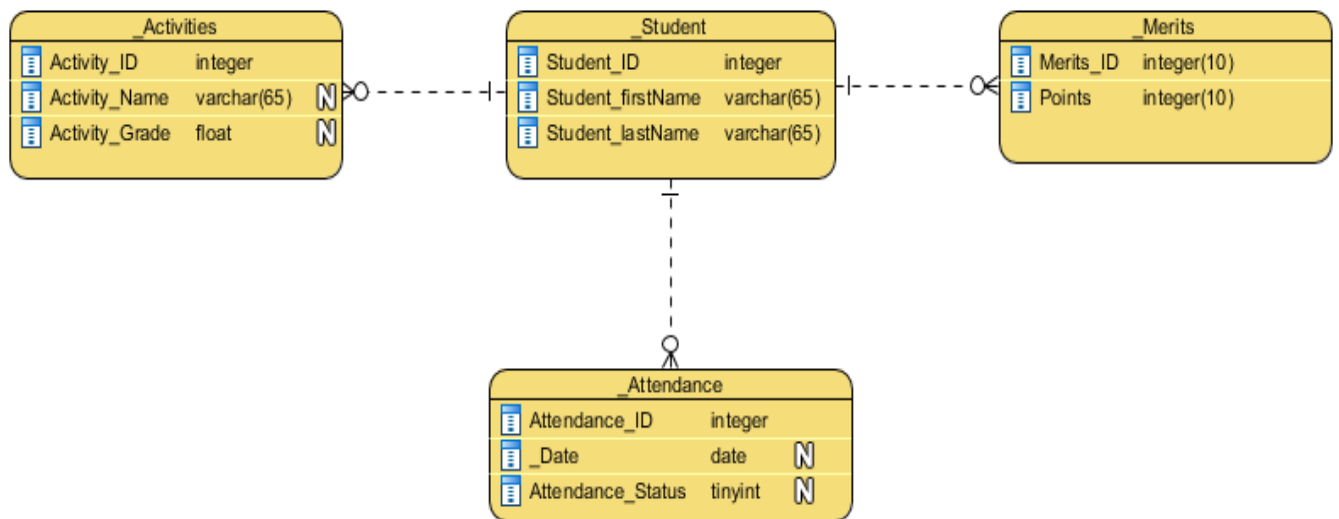 _Activities
Activity_ID integer
Activity_Name varchar(65) N
Activity_Grade float N
_Student
Student_ID integer
Student_firstName varchar(65)
Student_lastName varchar(65)
_Merits
Merits_ID integer(10)
Points integer(10)
_Attendance
Attendance_ID integer
_Date date N
Attendance_Status tinyint N